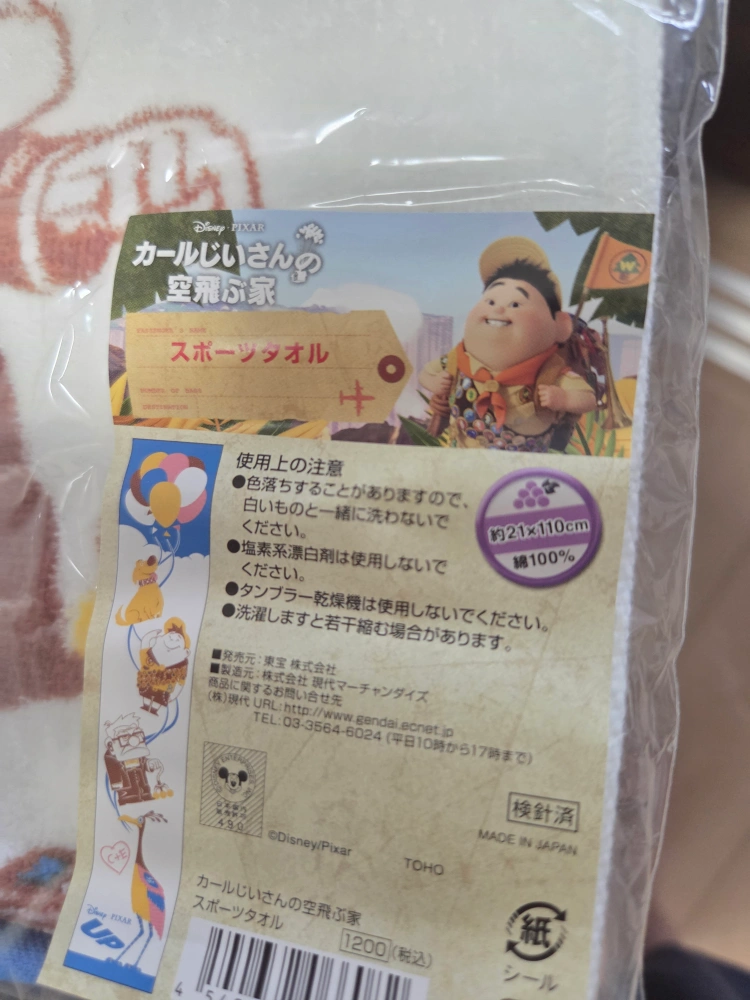 Disney・PIXAR
カールじいさんの
空飛ぶ家
スポーツタオル
使用上の注意
●色落ちすることがありますので、
白いものと一緒に洗わないで
ください。
●塩素系漂白剤は使用しないで
ください。
●タンブラー乾燥機は使用しないでください。
●洗濯しますと若干縮む場合があります。
約21×110cm
綿100%
■発売元:東宝 株式会社
■製造元:株式会社 現代マーチャンダイズ
商品に関するお問い合せ先
(株)現代 URL:http://www.gendai.ecnet.jp
TEL:03-3564-6024 (平日10時から17時まで)
490
検針済
©Disney/Pixar
TOHO
MADE IN JAPAN
C+E
Disney・PIXAR
UP
カールじいさんの空飛ぶ家
スポーツタオル
1200(税込)
紙
シール